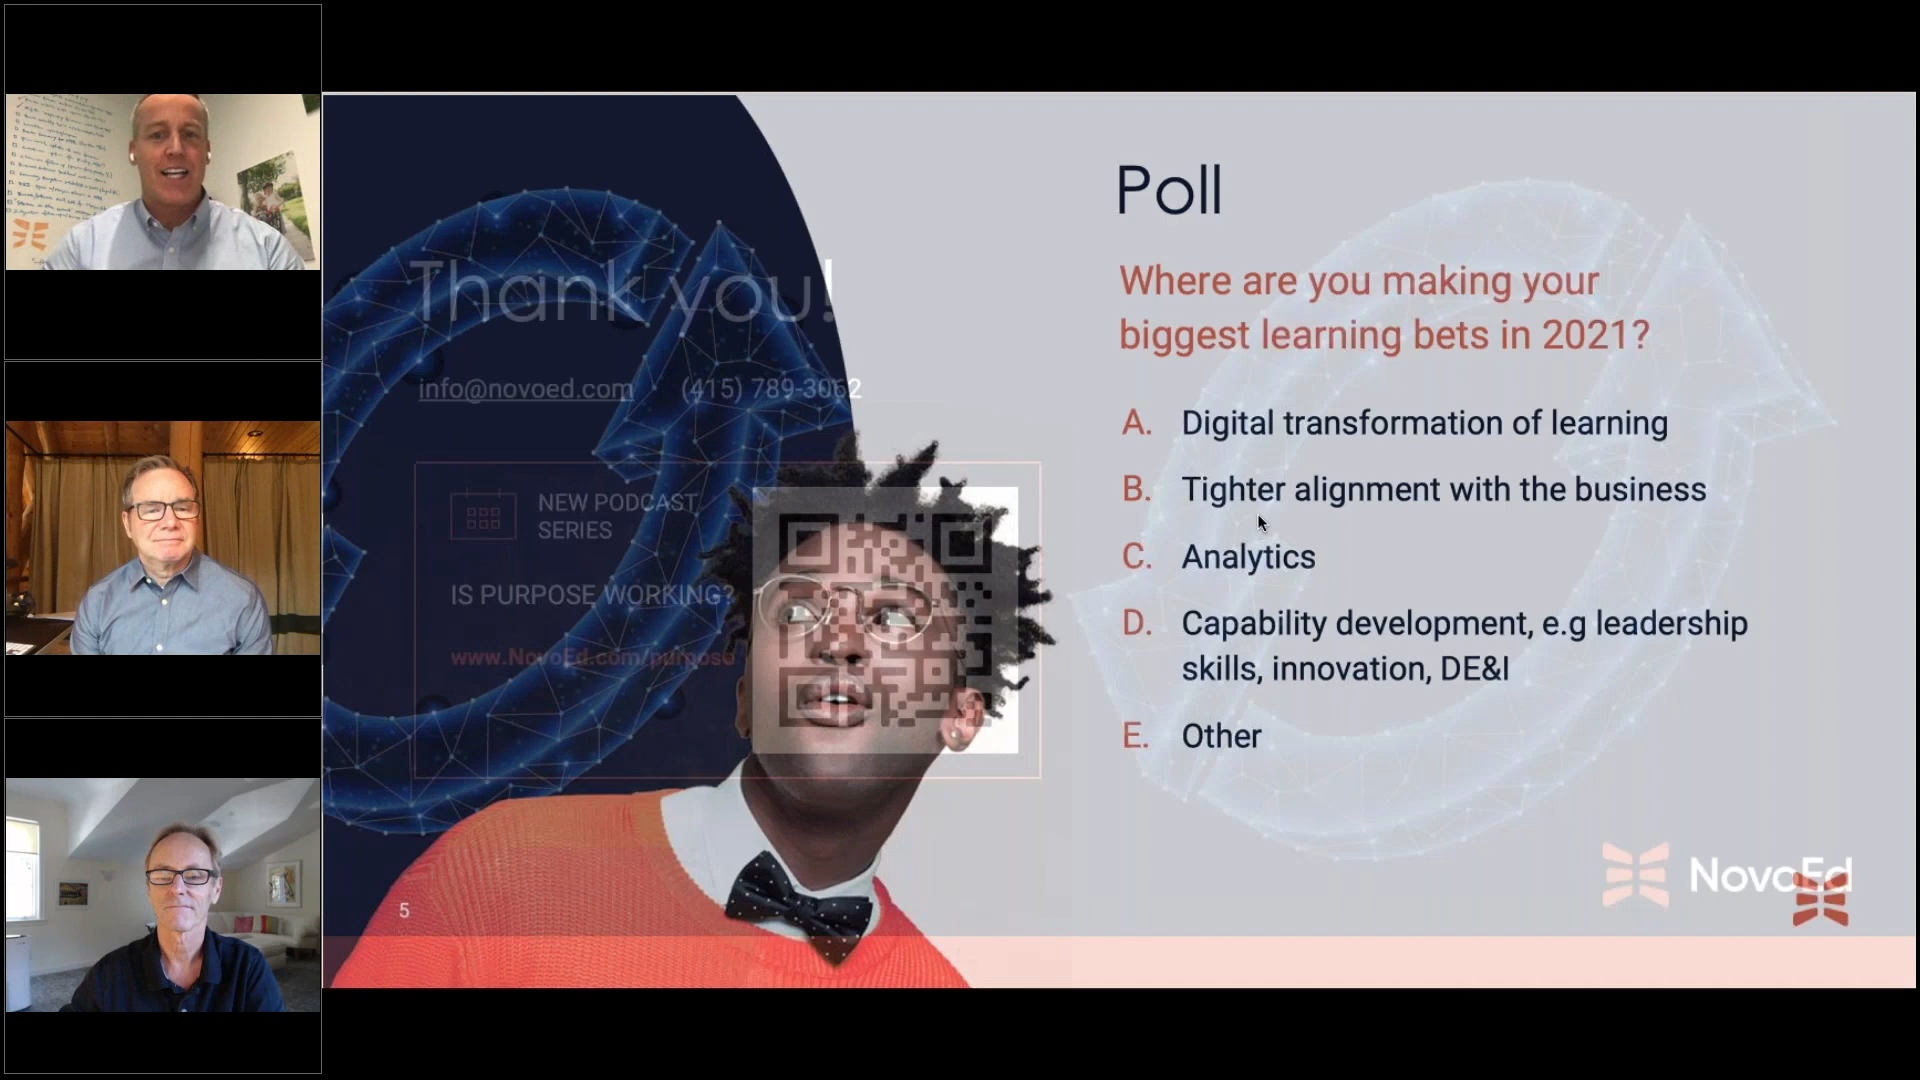 Poll
Where are you making your
biggest learning bets in 2021?
A. Digital transformation of learning
B. Tighter alignment with the business
C. Analytics
D. Capability development, e.g leadership
skills, innovation, DE&I
E. Other
Thank you!
info@novoed.com (415) 789-3062
NEW PODCAST
SERIES
IS PURPOSE WORKING?
www.NovoEd.com/purpose
5
NovoEd